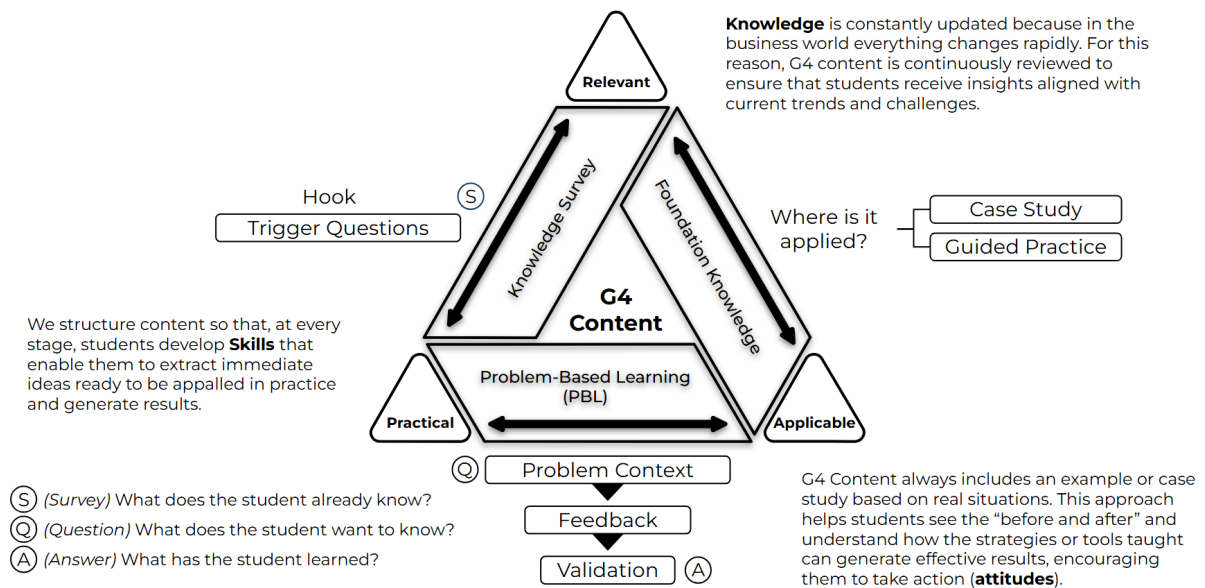 Relevant
Knowledge is constantly updated because in the
business world everything changes rapidly. For this
reason, G4 content is continuously reviewed to
ensure that students receive insights aligned with
current trends and challenges.
Hook
S
Trigger Questions
Knowledge Survey
Foundation Knowledge
Where is it
applied?
Case Study
Guided Practice
G4
Content
We structure content so that, at every
stage, students develop Skills that
enable them to extract immediate
ideas ready to be appalled in practice
and generate results.
Problem-Based Learning
(PBL)
Practical
Applicable
Q
Problem Context
Feedback
Validation
A
S (Survey) What does the student already know?
Q (Question) What does the student want to know?
A (Answer) What has the student learned?
G4 Content always includes an example or case
study based on real situations. This approach
helps students see the “before and after” and
understand how the strategies or tools taught
can generate effective results, encouraging
them to take action (attitudes).